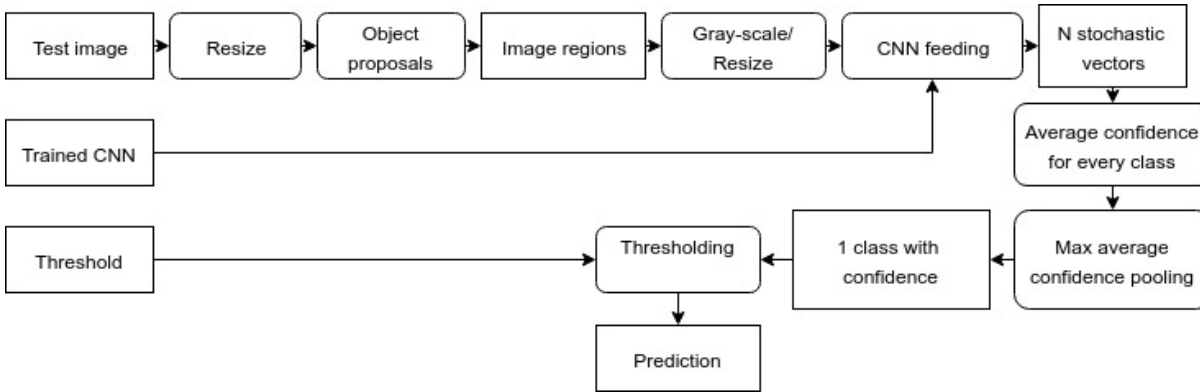 Test image
Resize
Object
proposals
Image regions
Gray-scale/
Resize
CNN feeding
N stochastic
vectors
Trained CNN
Average confidence
for every class
Threshold
Thresholding
1 class with
confidence
Max average
confidence pooling
Prediction